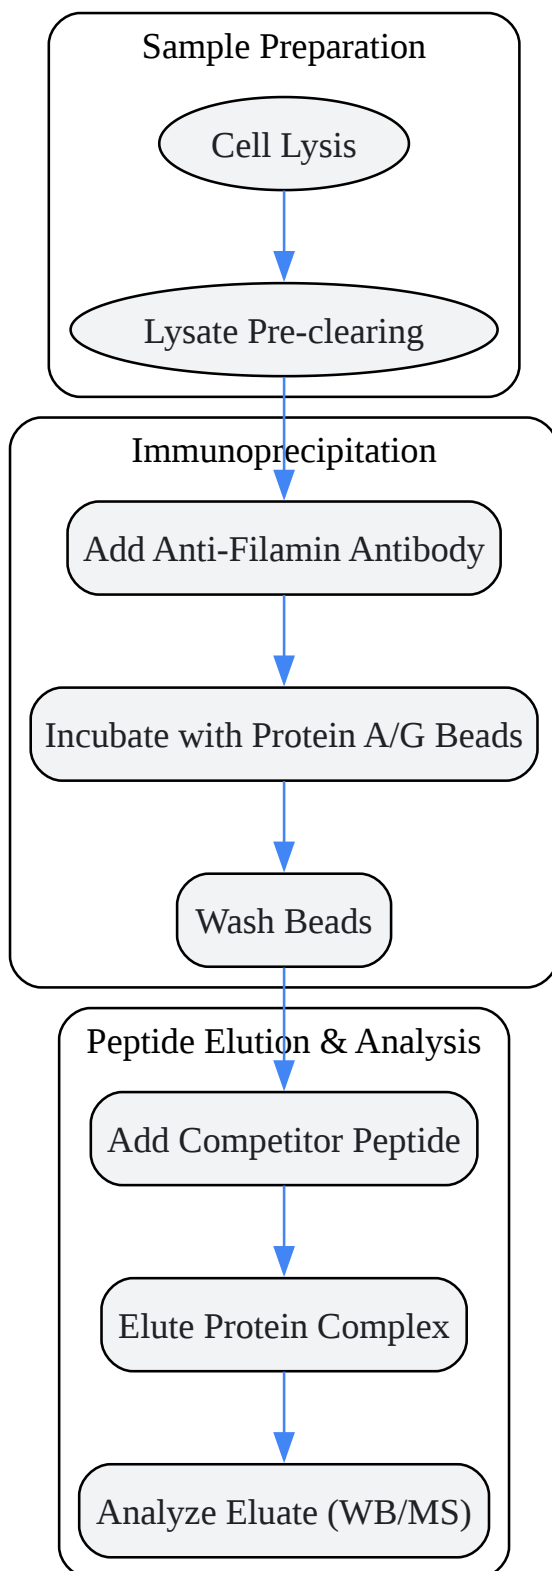 Sample Preparation
Cell Lysis
Lysate Pre-clearing
Immunoprecipitation
Add Anti-Filamin Antibody
Incubate with Protein A/G Beads
Wash Beads
Peptide Elution & Analysis
Add Competitor Peptide
Elute Protein Complex
Analyze Eluate (WB/MS)